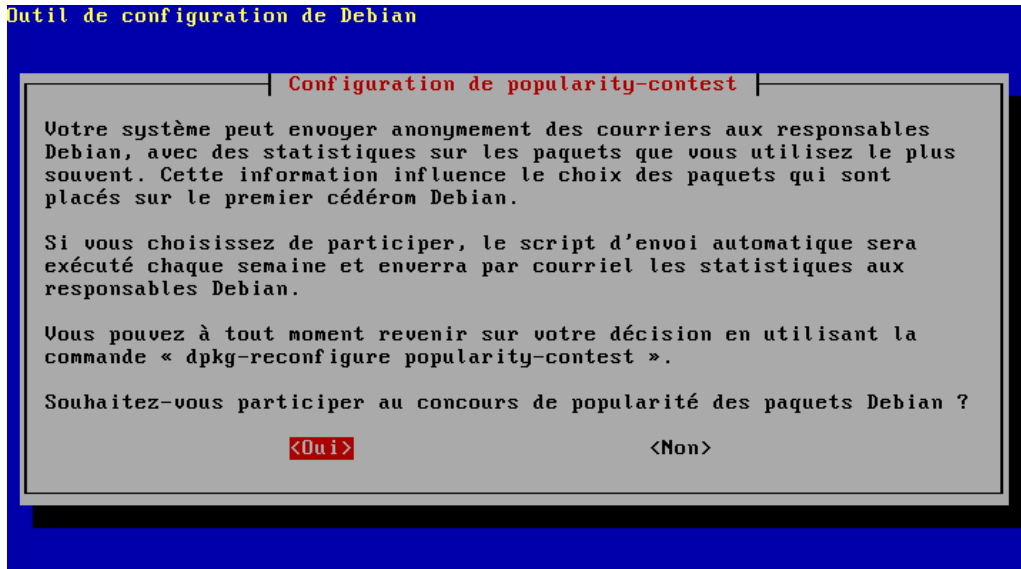 Outil de configuration de Debian
Configuration de popularity-contest
Votre système peut envoyer anonymement des courriers aux responsables
Debian, avec des statistiques sur les paquets que vous utilisez le plus
souvent. Cette information influence le choix des paquets qui sont
placés sur le premier cédérom Debian.
Si vous choisissez de participer, le script d'envoi automatique sera
exécuté chaque semaine et enverra par courriel les statistiques aux
responsables Debian.
Vous pouvez à tout moment revenir sur votre décision en utilisant la
commande « dpkg-reconfigure popularity-contest ».
Souhaitez-vous participer au concours de popularité des paquets Debian ?
<Oui> <Non>